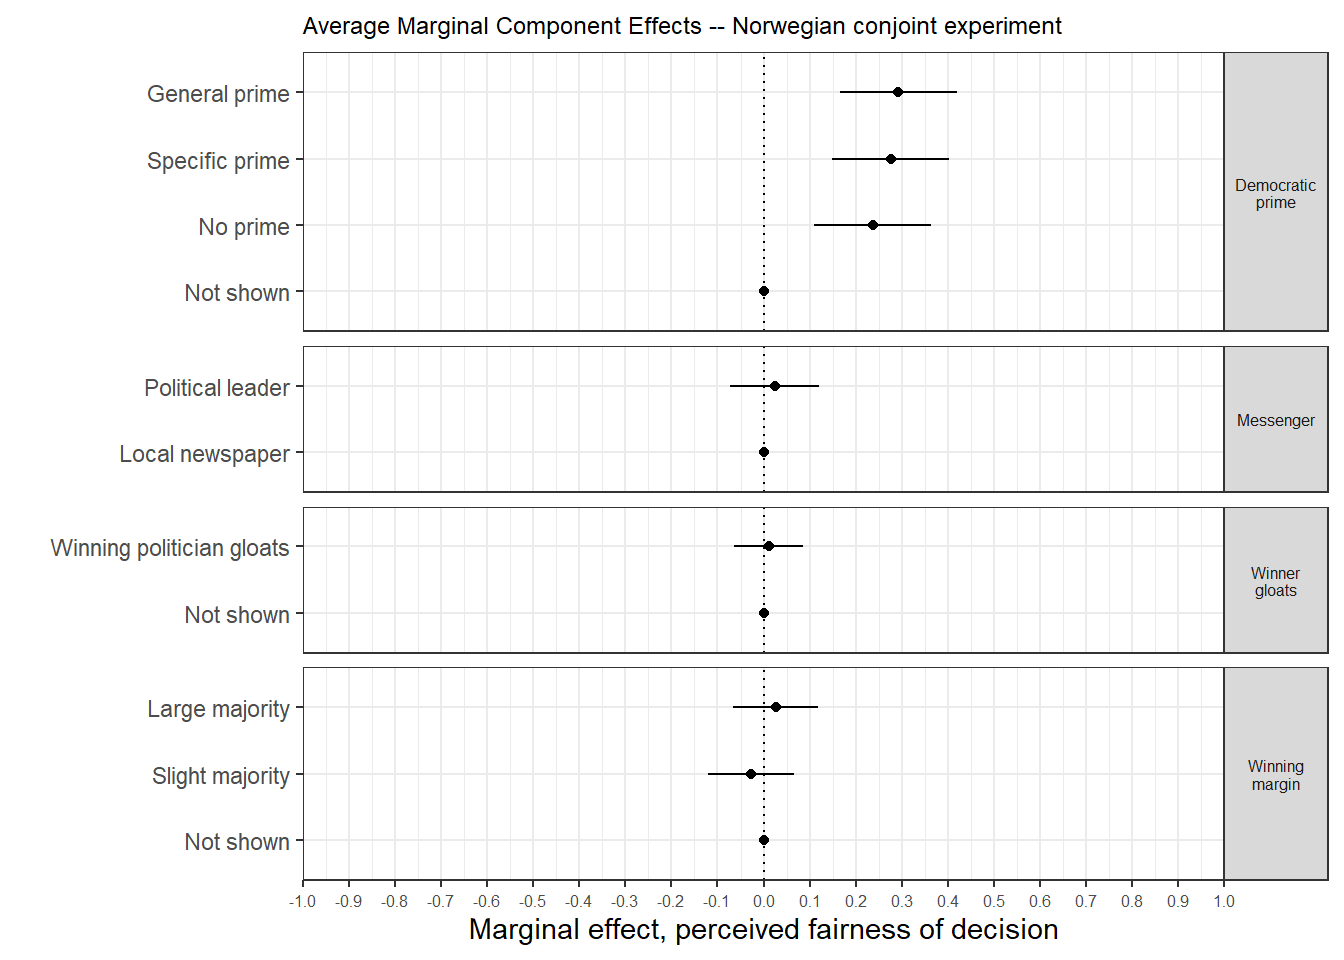 Average Marginal Component Effects -- Norwegian conjoint experiment
General prime
Specific prime
No prime
Not shown
Democratic
prime
Political leader
Local newspaper
Messenger
Winning politician gloats
Not shown
Winner
gloats
Large majority
Slight majority
Not shown
Winning
margin
-1.0 -0.9 -0.8 -0.7 -0.6 -0.5 -0.4 -0.3 -0.2 -0.1 0.0 0.1 0.2 0.3 0.4 0.5 0.6 0.7 0.8 0.9 1.0
Marginal effect, perceived fairness of decision